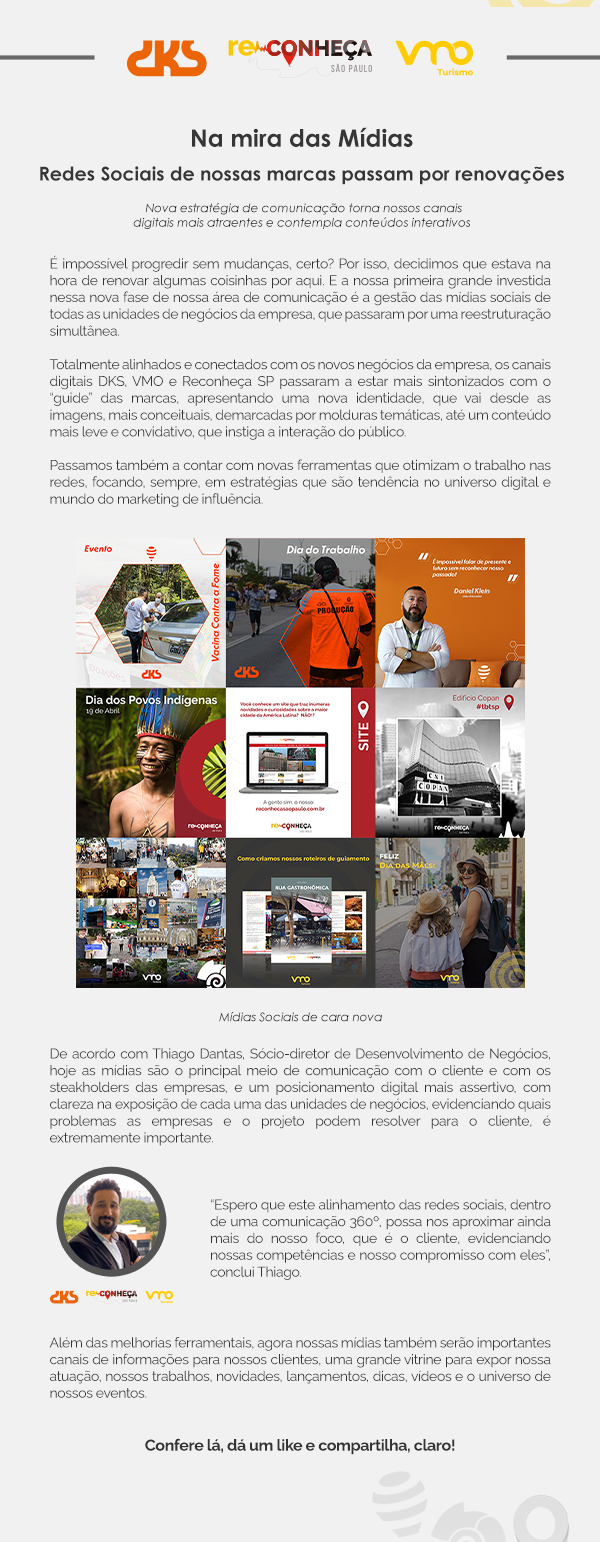 DKS
re-CONHEÇA
SÃO PAULO
VMO
Turismo
Na mira das Mídias
Redes Sociais de nossas marcas passam por renovações
Nova estratégia de comunicação torna nossos canais
digitais mais atraentes e contempla conteúdos interativos
É impossível progredir sem mudanças, certo? Por isso, decidimos que estava na
hora de renovar algumas coisinhas por aqui. E a nossa primeira grande investida
nessa nova fase de nossa área de comunicação é a gestão das mídias sociais de
todas as unidades de negócios da empresa, que passaram por uma reestruturação
simultânea.
Totalmente alinhados e conectados com os novos negócios da empresa, os canais
digitais DKS, VMO e Reconheça SP passaram a estar mais sintonizados com o
“guide” das marcas, apresentando uma nova identidade, que vai desde as
imagens, mais conceituais, demarcadas por molduras temáticas, até um conteúdo
mais leve e convidativo, que instiga a interação do público.
Passamos também a contar com novas ferramentas que otimizam o trabalho nas
redes, focando, sempre, em estratégias que são tendência no universo digital e
mundo do marketing de influência.
Evento
Vacina Contra a Fome
DKS
Dia do Trabalho
PRODUÇÃO
DKS
“É impossível falar de presente e
futuro sem reconhecer nosso
passado!”
Daniel Klein
Dia dos Povos Indígenas
19 de Abril
re-CONHEÇA
Você conhece um site que traz inúmeras
novidades e curiosidades sobre a maior
cidade da América Latina? NÃO!?
SITE
A gente sim, o nosso
reconhecasaopaulo.com.br
re-CONHEÇA
Edifício Copan
#tbtsp
COPAN
re-CONHEÇA
VMO
Como criamos nossos roteiros de guiamento
RUA GASTRONÔMICA
VMO
FELIZ
DIA DAS MÃES!
VMO
Mídias Sociais de cara nova
De acordo com Thiago Dantas, Sócio-diretor de Desenvolvimento de Negócios,
hoje as mídias são o principal meio de comunicação com o cliente e com os
steakholders das empresas, e um posicionamento digital mais assertivo, com
clareza na exposição de cada uma das unidades de negócios, evidenciando quais
problemas as empresas e o projeto podem resolver para o cliente, é
extremamente importante.
“Espero que este alinhamento das redes sociais, dentro
de uma comunicação 360º, possa nos aproximar ainda
mais do nosso foco, que é o cliente, evidenciando
nossas competências e nosso compromisso com eles”,
conclui Thiago.
DKS
re-CONHEÇA
VMO
Além das melhorias ferramentais, agora nossas mídias também serão importantes
canais de informações para nossos clientes, uma grande vitrine para expor nossa
atuação, nossos trabalhos, novidades, lançamentos, dicas, vídeos e o universo de
nossos eventos.
Confere lá, dá um like e compartilha, claro!